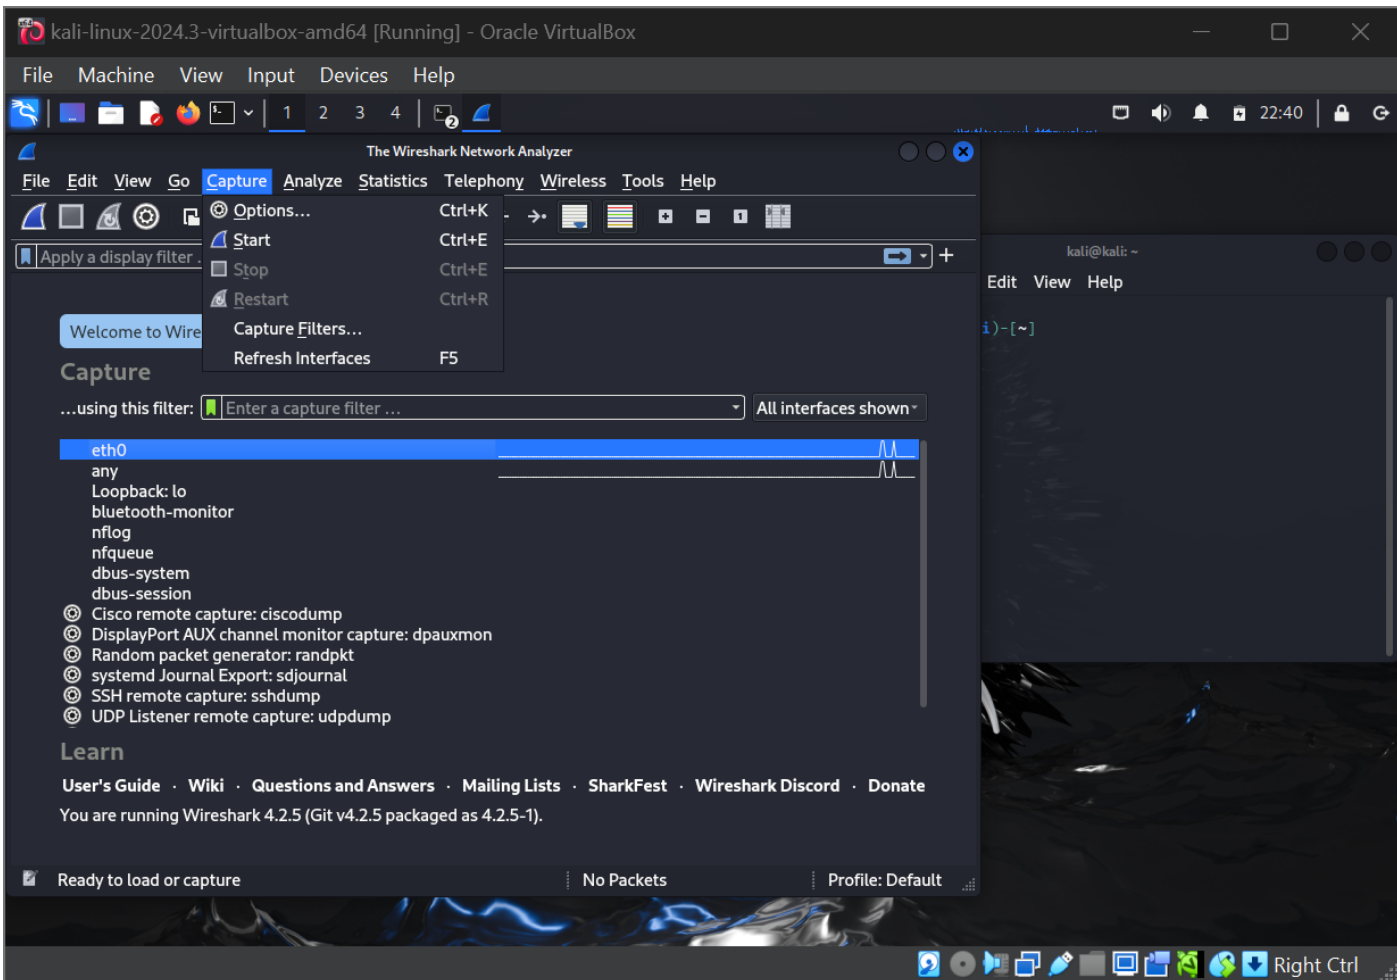 kali-linux-2024.3-virtualbox-amd64 [Running] - Oracle VirtualBox
File Machine View Input Devices Help
1 2 3 4 2 22:40
The Wireshark Network Analyzer
File Edit View Go Capture Analyze Statistics Telephony Wireless Tools Help
Options... Ctrl+K
Start Ctrl+E
Apply a display filter .
Stop Ctrl+E
Restart Ctrl+R
Capture Filters...
Refresh Interfaces F5
kali@kali: ~
Edit View Help
i)-[~]
Welcome to Wire
Capture
...using this filter: Enter a capture filter ... All interfaces shown
eth0
any
Loopback: lo
bluetooth-monitor
nflog
nfqueue
dbus-system
dbus-session
Cisco remote capture: ciscodump
DisplayPort AUX channel monitor capture: dpauxmon
Random packet generator: randpkt
systemd Journal Export: sdjournal
SSH remote capture: sshdump
UDP Listener remote capture: udpdump
Learn
User's Guide · Wiki · Questions and Answers · Mailing Lists · SharkFest · Wireshark Discord · Donate
You are running Wireshark 4.2.5 (Git v4.2.5 packaged as 4.2.5-1).
Ready to load or capture No Packets Profile: Default
Right Ctrl